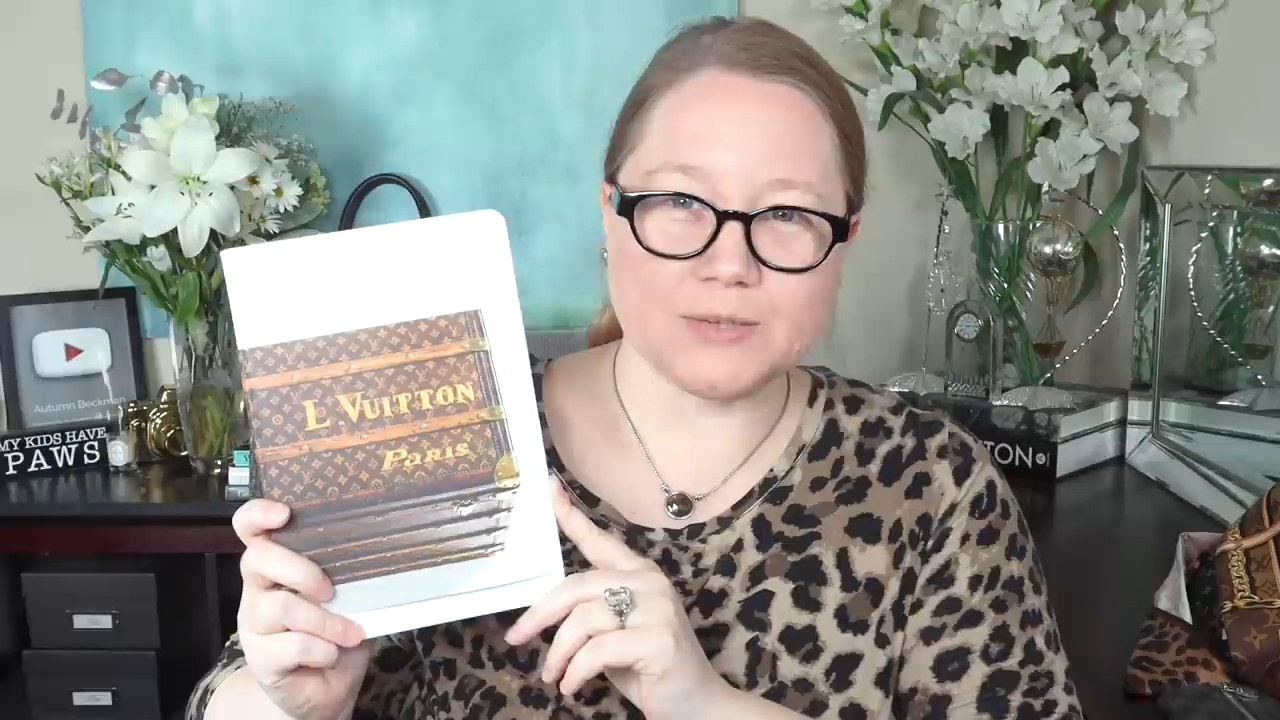 L. VUITTON
PARIS
Autumn Beckman
MY KIDS HAVE
PAWS
TON